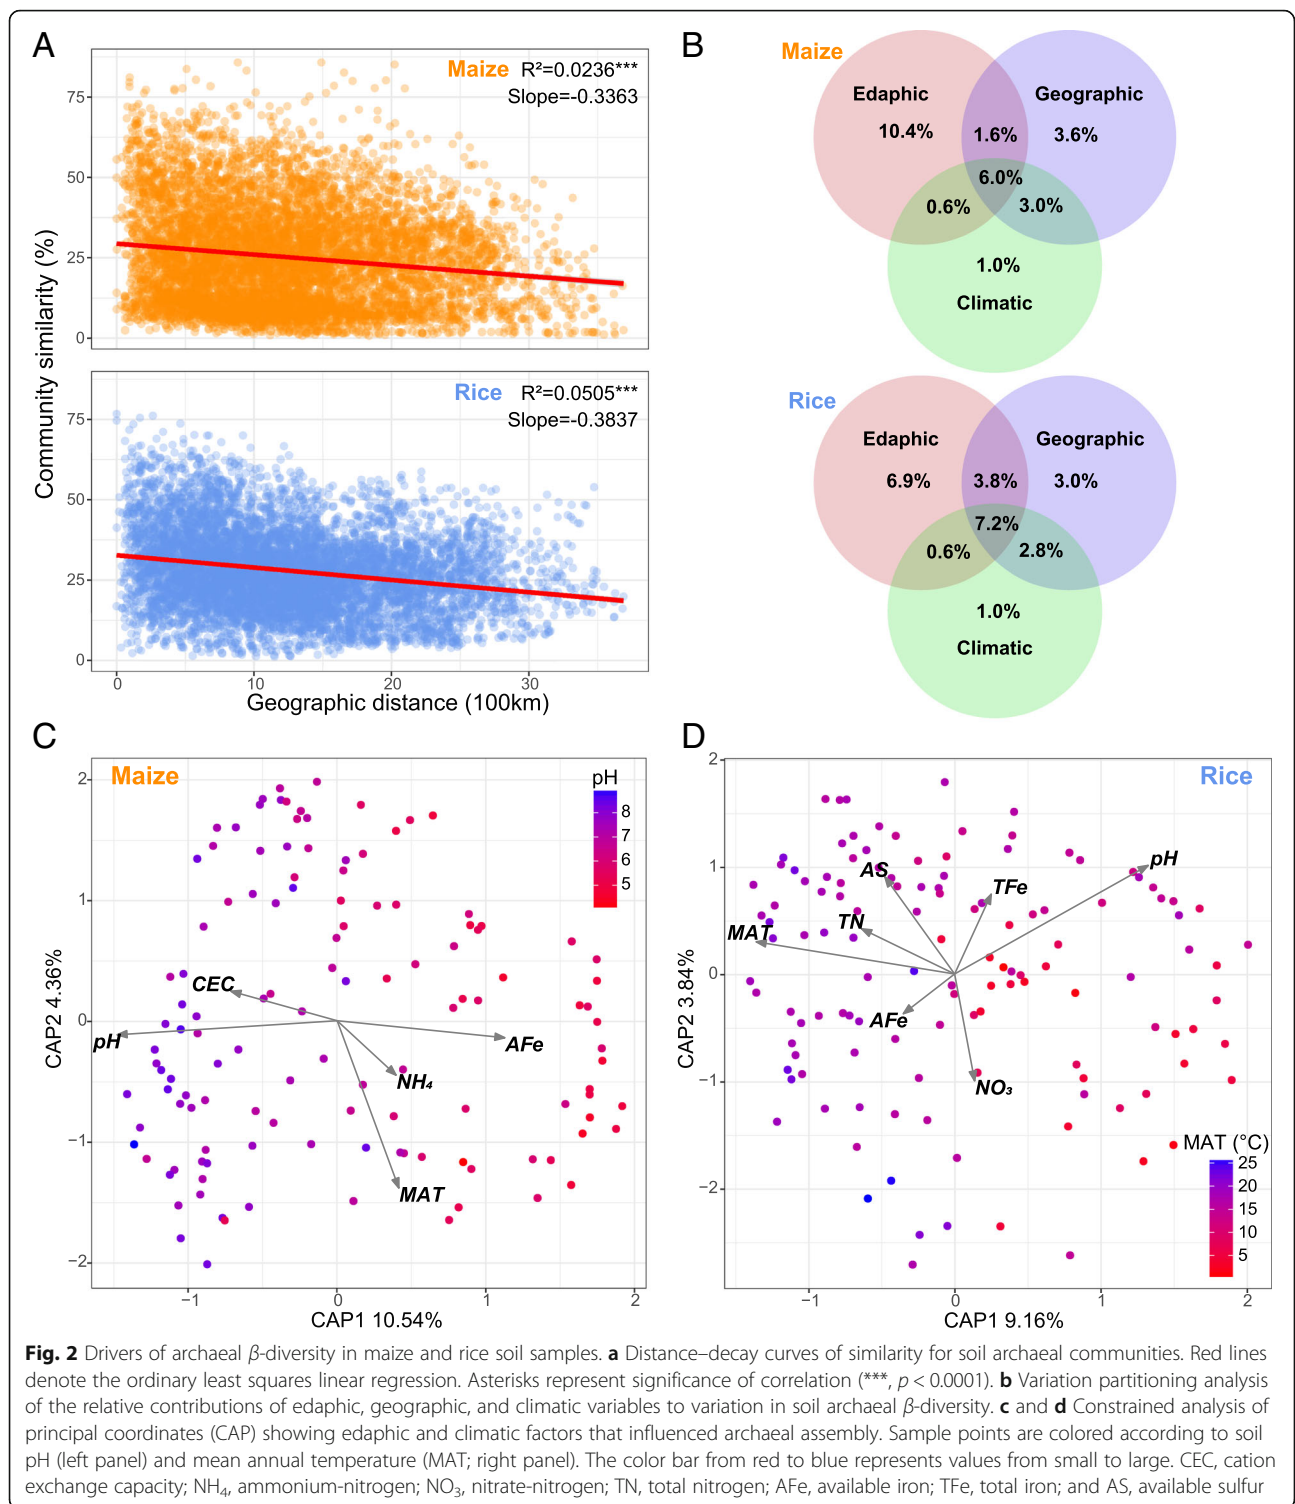 A
Maize R²=0.0236***
Slope=-0.3363
75
50
25
0
Community similarity (%)
Rice R²=0.0505***
Slope=-0.3837
75
50
25
0
0 10 20 30
Geographic distance (100km)
B
Maize
Edaphic Geographic
10.4% 1.6% 3.6%
6.0%
0.6% 3.0%
1.0%
Climatic
Rice
Edaphic Geographic
6.9% 3.8% 3.0%
7.2%
0.6% 2.8%
1.0%
Climatic
C
Maize
pH
8
7
6
5
2
1
0
−1
−2
CAP2 4.36%
CEC
pH
AFe
NH₄
MAT
−1 0 1 2
CAP1 10.54%
D
Rice
2
1
0
−1
−2
CAP2 3.84%
pH
AS
TFe
TN
MAT
AFe
NO₃
MAT (°C)
25
20
15
10
5
−1 0 1 2
CAP1 9.16%
Fig. 2 Drivers of archaeal β-diversity in maize and rice soil samples. a Distance–decay curves of similarity for soil archaeal communities. Red lines
denote the ordinary least squares linear regression. Asterisks represent significance of correlation (***, p < 0.0001). b Variation partitioning analysis
of the relative contributions of edaphic, geographic, and climatic variables to variation in soil archaeal β-diversity. c and d Constrained analysis of
principal coordinates (CAP) showing edaphic and climatic factors that influenced archaeal assembly. Sample points are colored according to soil
pH (left panel) and mean annual temperature (MAT; right panel). The color bar from red to blue represents values from small to large. CEC, cation
exchange capacity; NH₄, ammonium-nitrogen; NO₃, nitrate-nitrogen; TN, total nitrogen; AFe, available iron; TFe, total iron; and AS, available sulfur